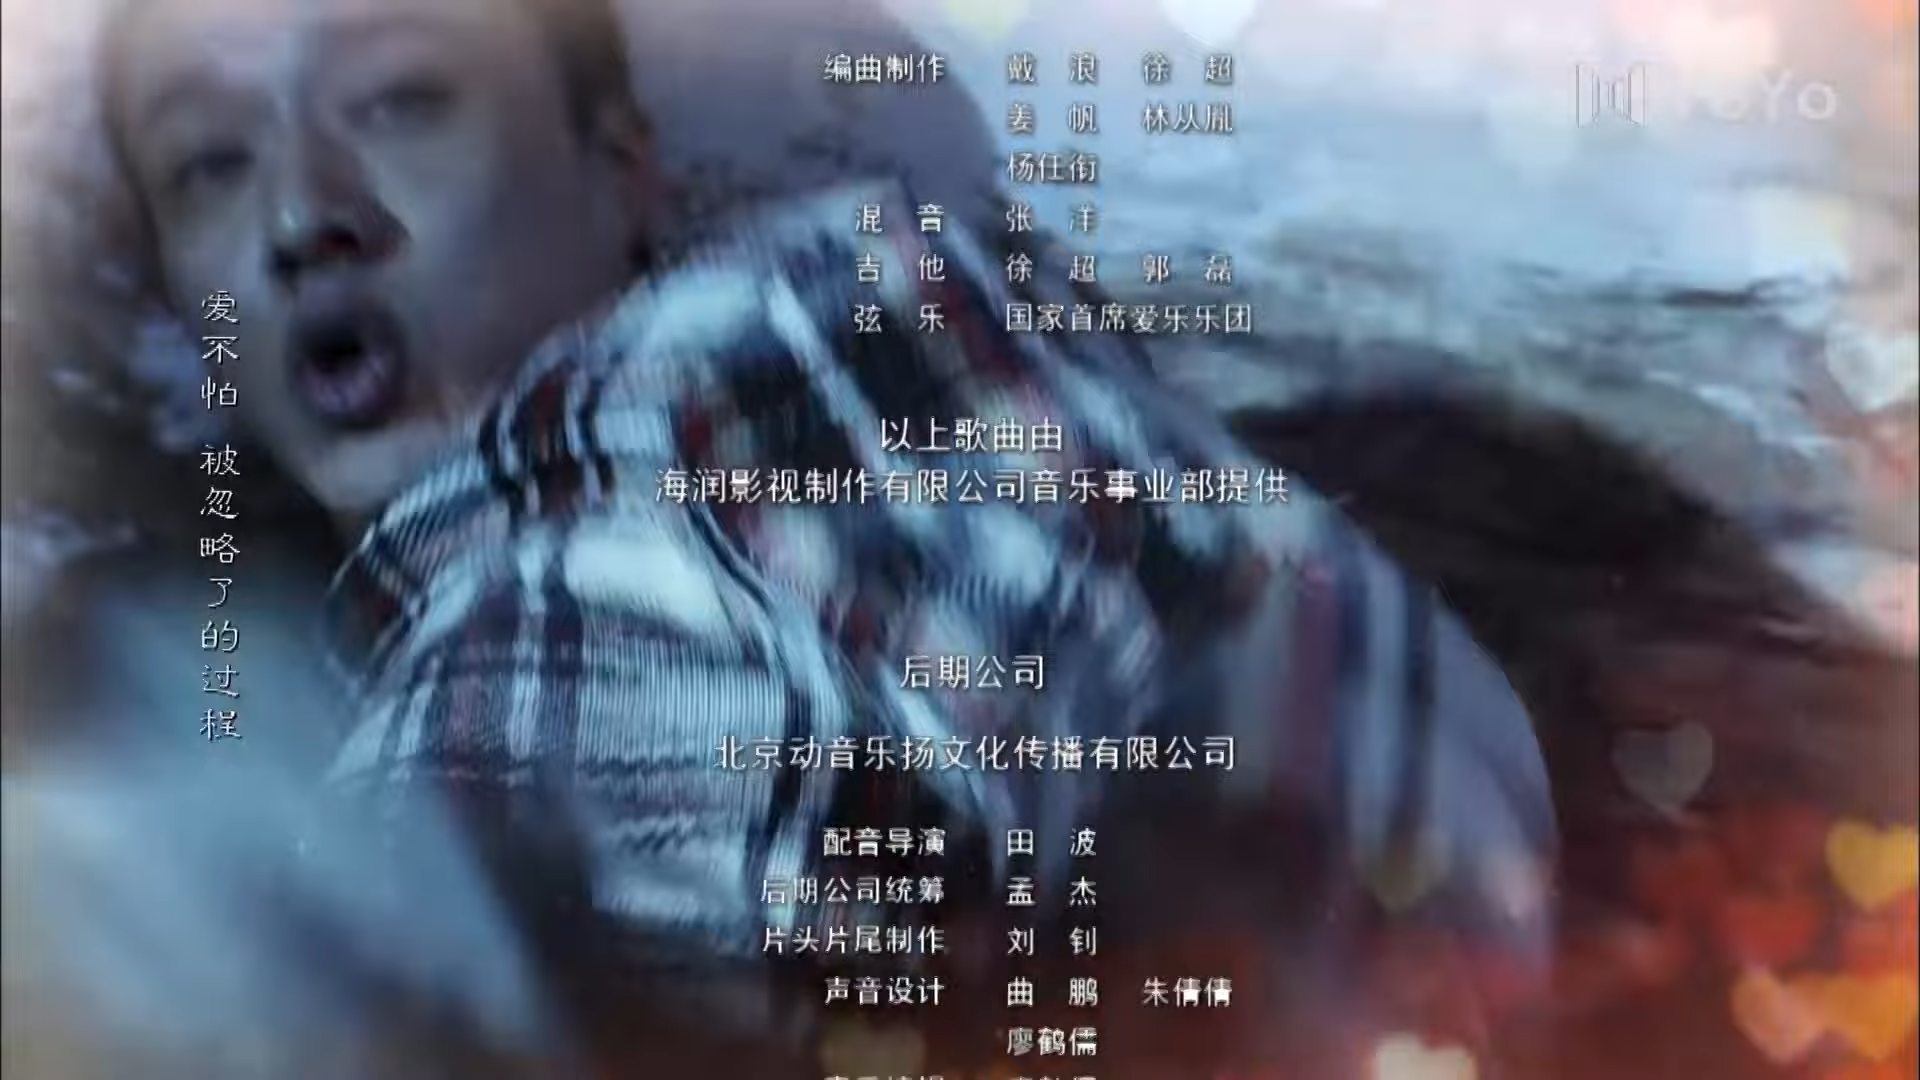 编曲制作 戴 浪 徐 超
姜 帆 林从胤
杨任衔
混 音 张 洋
吉 他 徐 超 郭 磊
弦 乐 国家首席爱乐乐团
以上歌曲由
海润影视制作有限公司音乐事业部提供
后期公司
北京动音乐扬文化传播有限公司
配音导演 田 波
后期公司统筹 孟 杰
片头片尾制作 刘 钊
声音设计 曲 鹏 朱倩倩
廖鹤儒
爱不怕 被忽略了的过程
YoYo